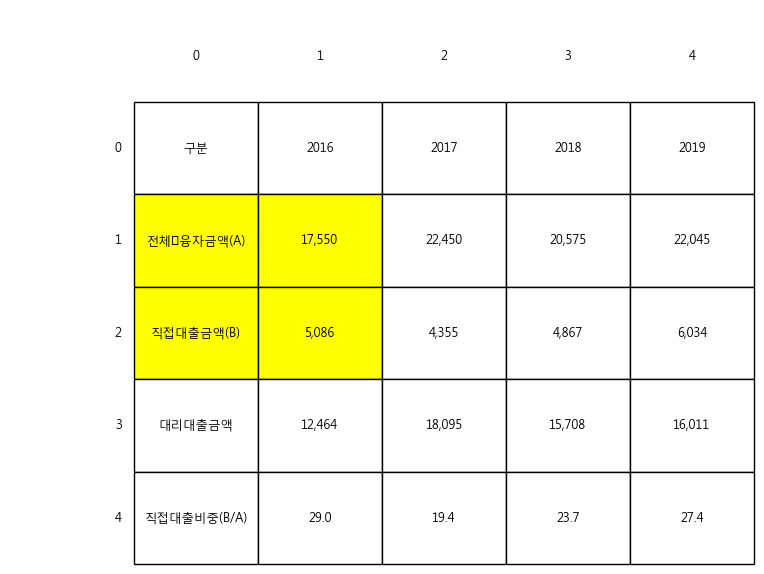 0 1 2 3 4
0 구분 2016 2017 2018 2019
1 전체▯융자금액(A) 17,550 22,450 20,575 22,045
2 직접대출금액(B) 5,086 4,355 4,867 6,034
3 대리대출금액 12,464 18,095 15,708 16,011
4 직접대출비중(B/A) 29.0 19.4 23.7 27.4